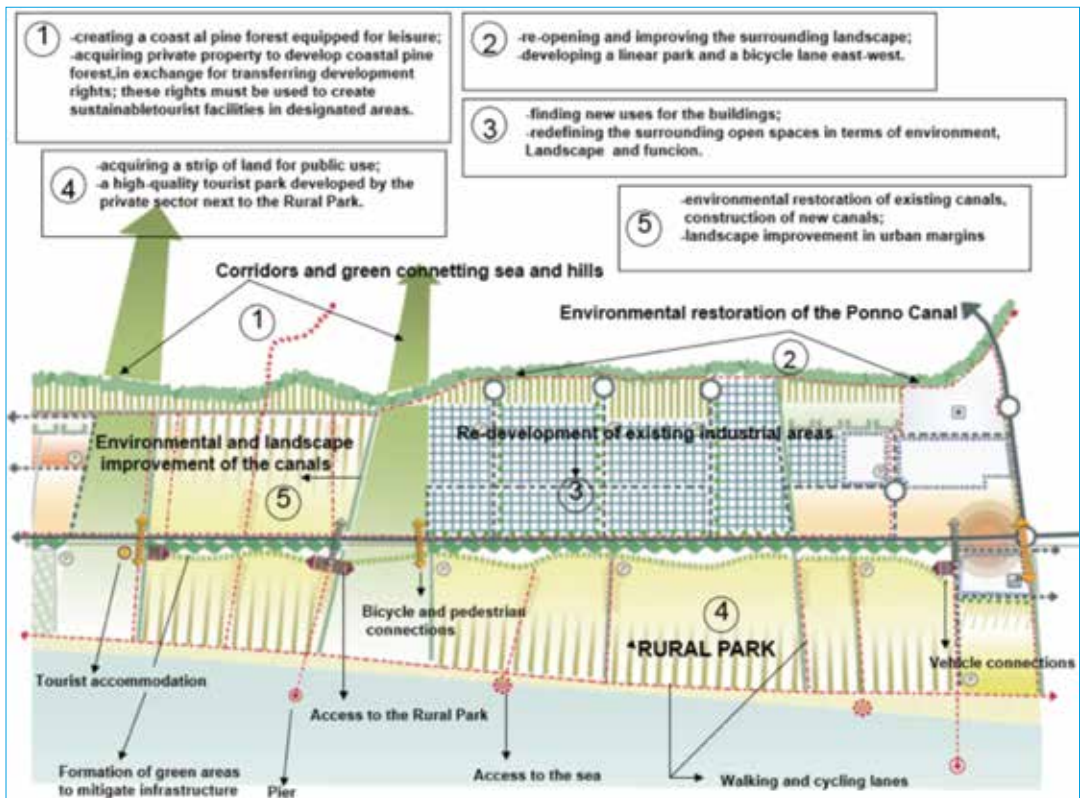 1
-creating a coast al pine forest equipped for leisure;
-acquiring private property to develop coastal pine
forest,in exchange for transferring development
rights; these rights must be used to create
sustainabletourist facilities in designated areas.
2
-re-opening and improving the surrounding landscape;
-developing a linear park and a bicycle lane east-west.
3
-finding new uses for the buildings;
-redefining the surrounding open spaces in terms of environment,
Landscape and funcion.
4
-acquiring a strip of land for public use;
-a high-quality tourist park developed by the
private sector next to the Rural Park.
5
-environmental restoration of existing canals,
construction of new canals;
-landscape improvement in urban margins
Corridors and green connetting sea and hills
1
Environmental restoration of the Ponno Canal
2
Environmental and landscape
improvement of the canals
5
Re-development of existing industrial areas
3
4
RURAL PARK
Bicycle and pedestrian
connections
Vehicle connections
Tourist accommodation
Access to the Rural Park
Formation of green areas
to mitigate infrastructure
Pier
Access to the sea
Walking and cycling lanes